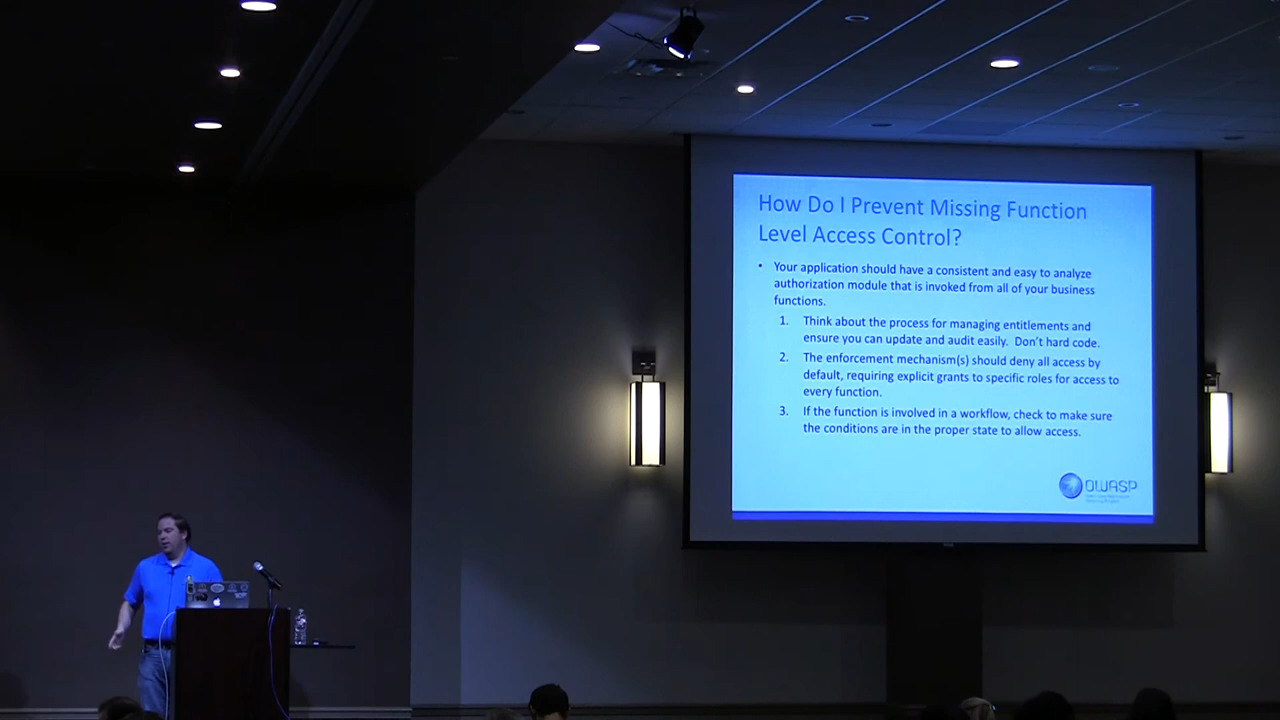 How Do I Prevent Missing Function
Level Access Control?
• Your application should have a consistent and easy to analyze
authorization module that is invoked from all of your business
functions.
1. Think about the process for managing entitlements and
ensure you can update and audit easily. Don't hard code.
2. The enforcement mechanism(s) should deny all access by
default, requiring explicit grants to specific roles for access to
every function.
3. If the function is involved in a workflow, check to make sure
the conditions are in the proper state to allow access.
OWASP